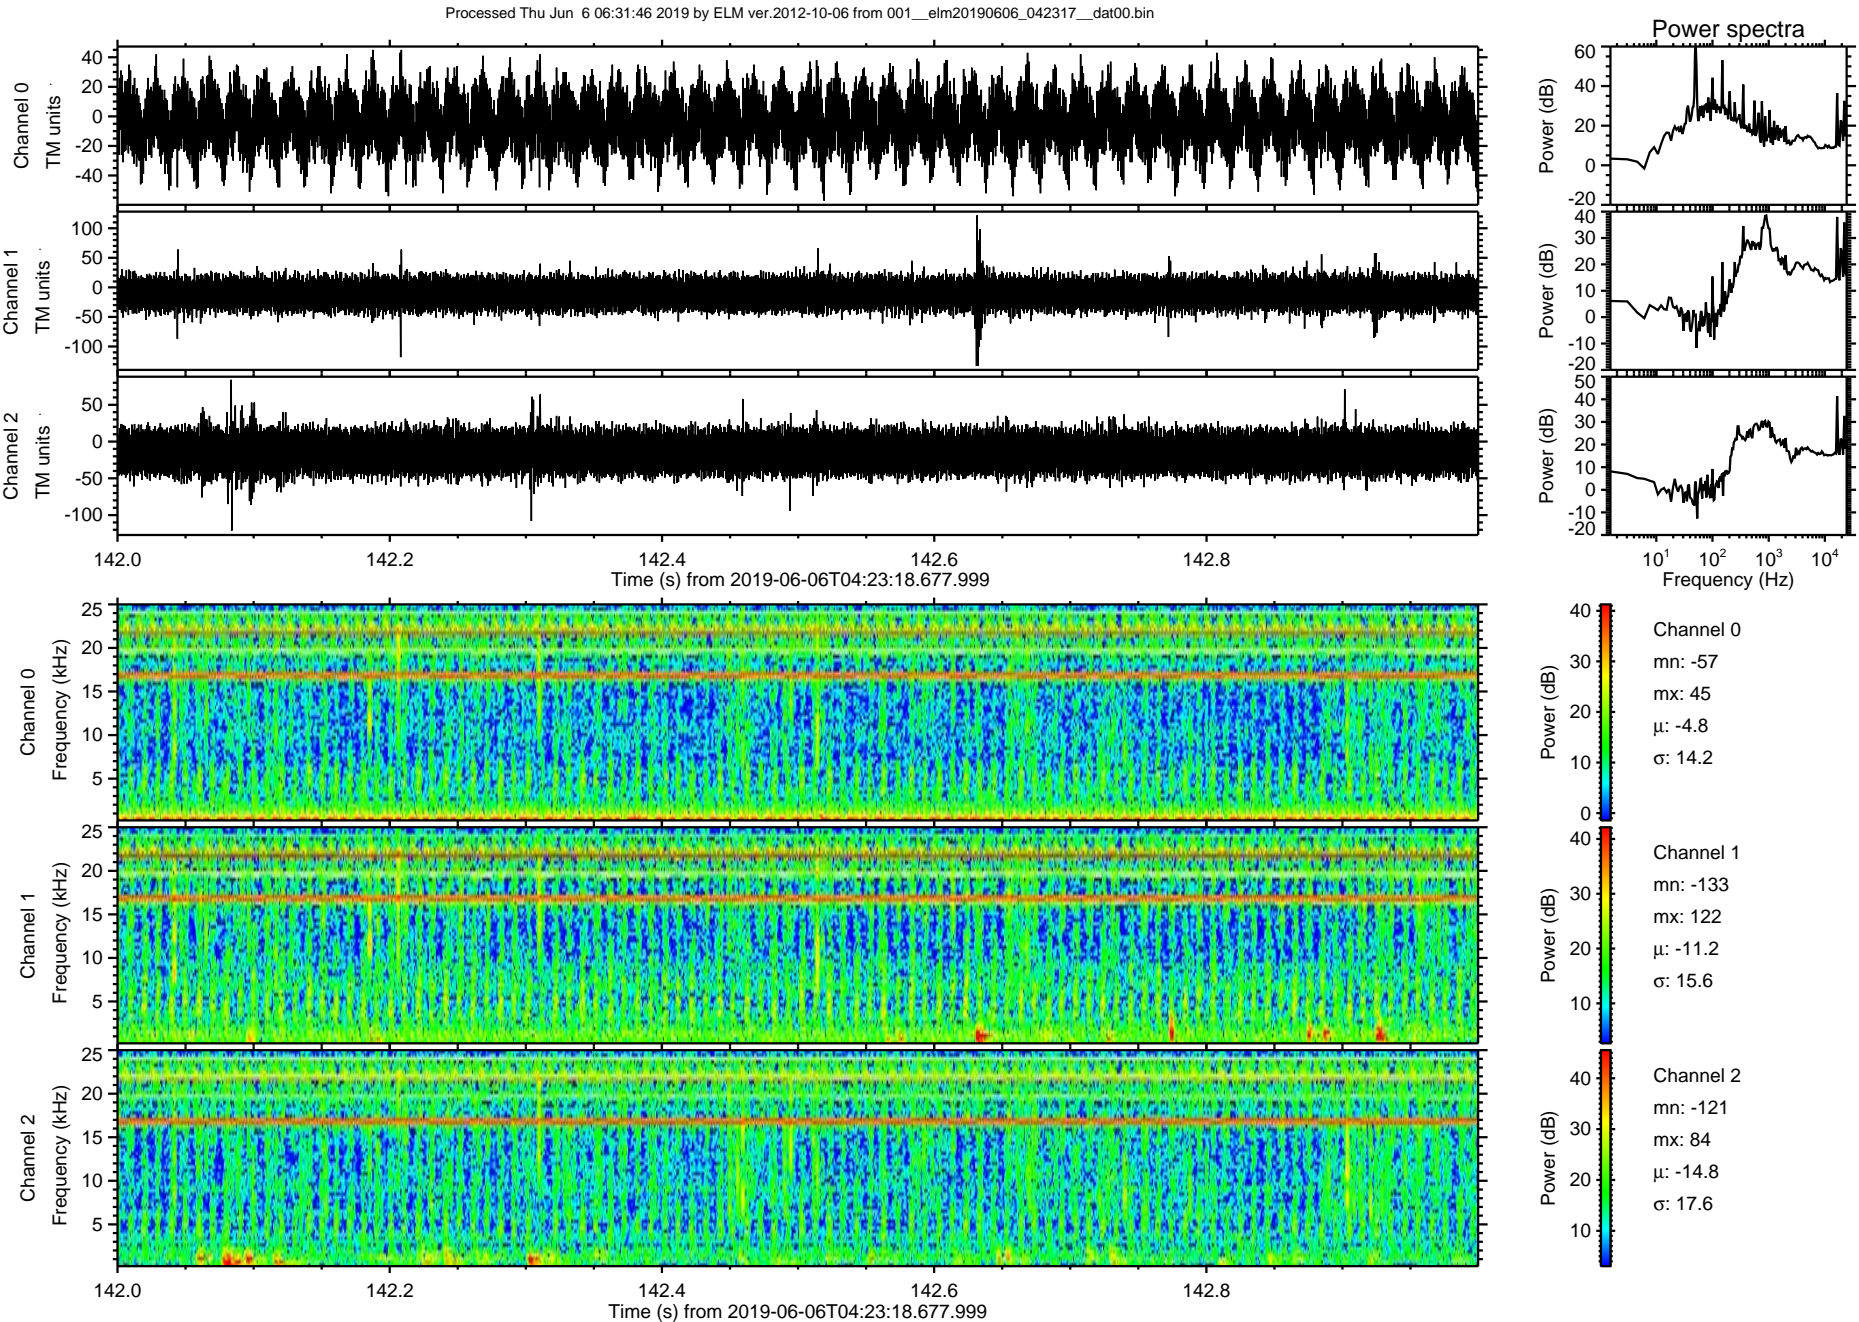 Processed Thu Jun  6 06:31:46 2019 by ELM ver.2012-10-06 from 001__elm20190606_042317__dat00.bin
Power spectra
Channel 0
TM units
40
20
0
-20
-40
Power (dB)
60
40
20
0
-20
Channel 1
TM units
100
50
0
-50
-100
Power (dB)
40
30
20
10
0
-10
-20
Channel 2
TM units
50
0
-50
-100
Power (dB)
50
40
30
20
10
0
-10
-20
142.0 142.2 142.4 142.6 142.8
Time (s) from 2019-06-06T04:23:18.677.999
10^1 10^2 10^3 10^4
Frequency (Hz)
Channel 0
Frequency (kHz)
25
20
15
10
5
Power (dB)
40
30
20
10
0
Channel 0
mn: -57
mx: 45
μ: -4.8
σ: 14.2
Channel 1
Frequency (kHz)
25
20
15
10
5
Power (dB)
40
30
20
10
Channel 1
mn: -133
mx: 122
μ: -11.2
σ: 15.6
Channel 2
Frequency (kHz)
25
20
15
10
5
Power (dB)
40
30
20
10
Channel 2
mn: -121
mx: 84
μ: -14.8
σ: 17.6
142.0 142.2 142.4 142.6 142.8
Time (s) from 2019-06-06T04:23:18.677.999